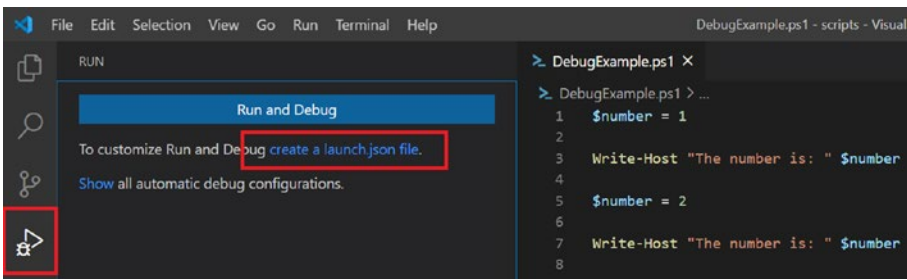 File Edit Selection View Go Run Terminal Help
DebugExample.ps1 - scripts - Visual
RUN
Run and Debug
To customize Run and Debug create a launch.json file.
Show all automatic debug configurations.
DebugExample.ps1 ×
DebugExample.ps1 > ...
1 $number = 1
2
3 Write-Host "The number is: " $number
4
5 $number = 2
6
7 Write-Host "The number is: " $number
8